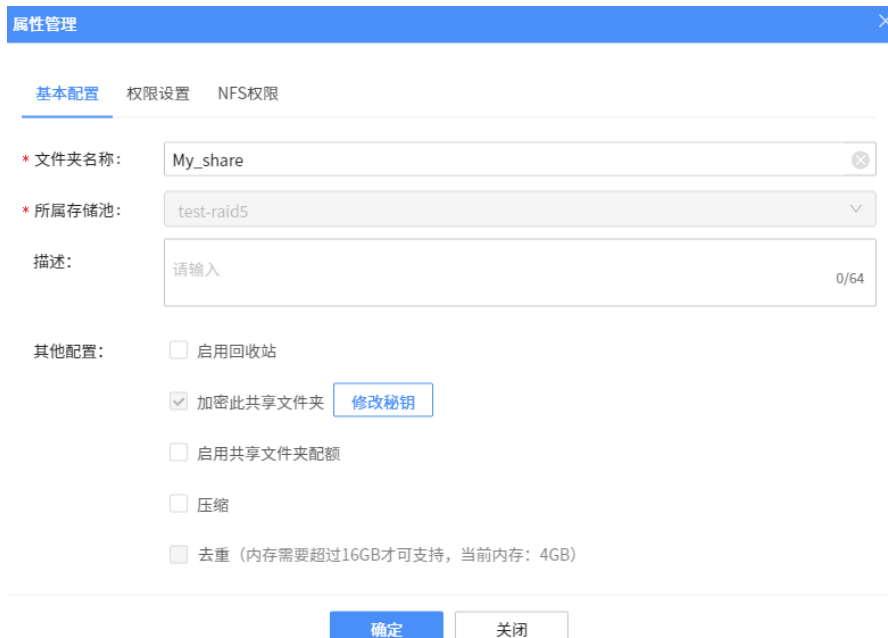 属性管理
基本配置 权限设置 NFS权限
* 文件夹名称: My_share
* 所属存储池: test-raid5
描述: 请输入
0/64
其他配置: 启用回收站
加密此共享文件夹 修改秘钥
启用共享文件夹配额
压缩
去重（内存需要超过16GB才可支持，当前内存：4GB）
确定 关闭